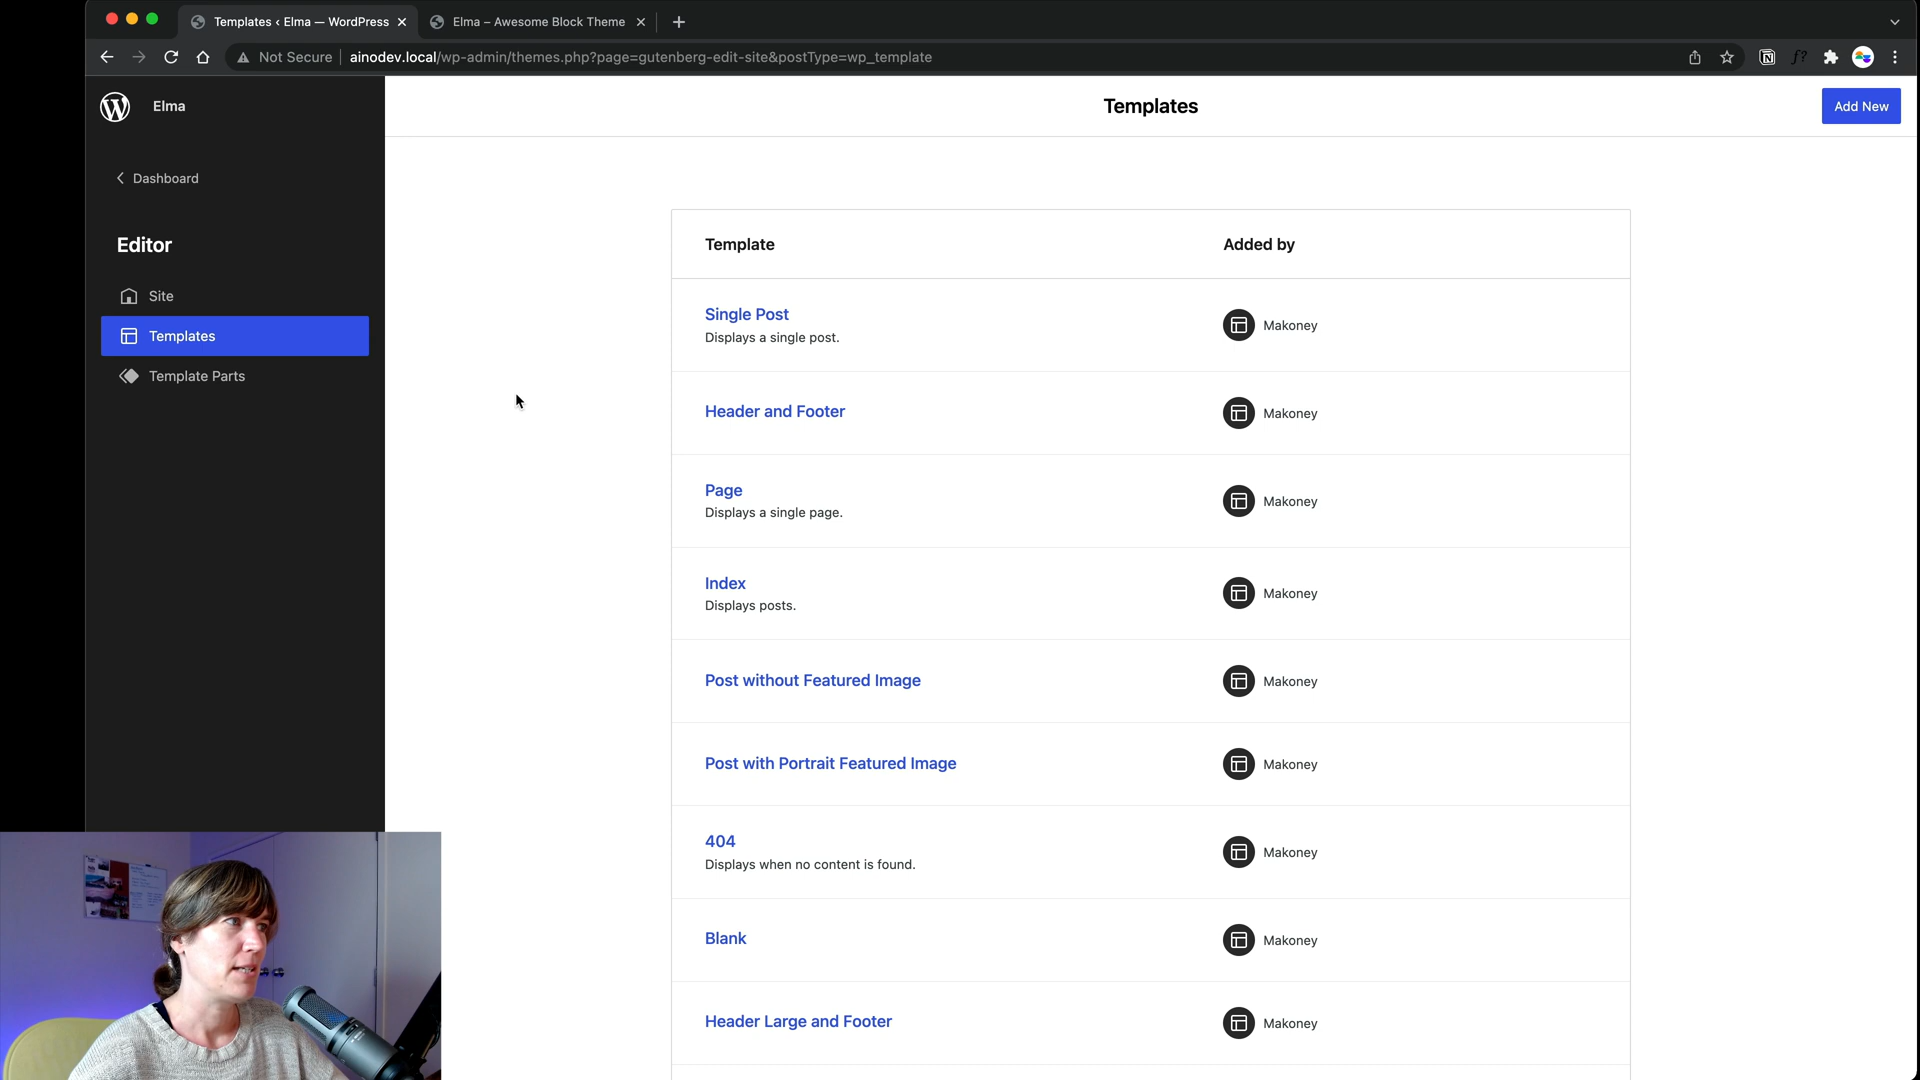 Templates ‹ Elma — WordPress
Elma – Awesome Block Theme
Not Secure
ainodev.local/wp-admin/themes.php?page=gutenberg-edit-site&postType=wp_template
Elma
Templates
Add New
Dashboard
Editor
Site
Templates
Template Parts
Template
Added by
Single Post
Displays a single post.
Makoney
Header and Footer
Makoney
Page
Displays a single page.
Makoney
Index
Displays posts.
Makoney
Post without Featured Image
Makoney
Post with Portrait Featured Image
Makoney
404
Displays when no content is found.
Makoney
Blank
Makoney
Header Large and Footer
Makoney